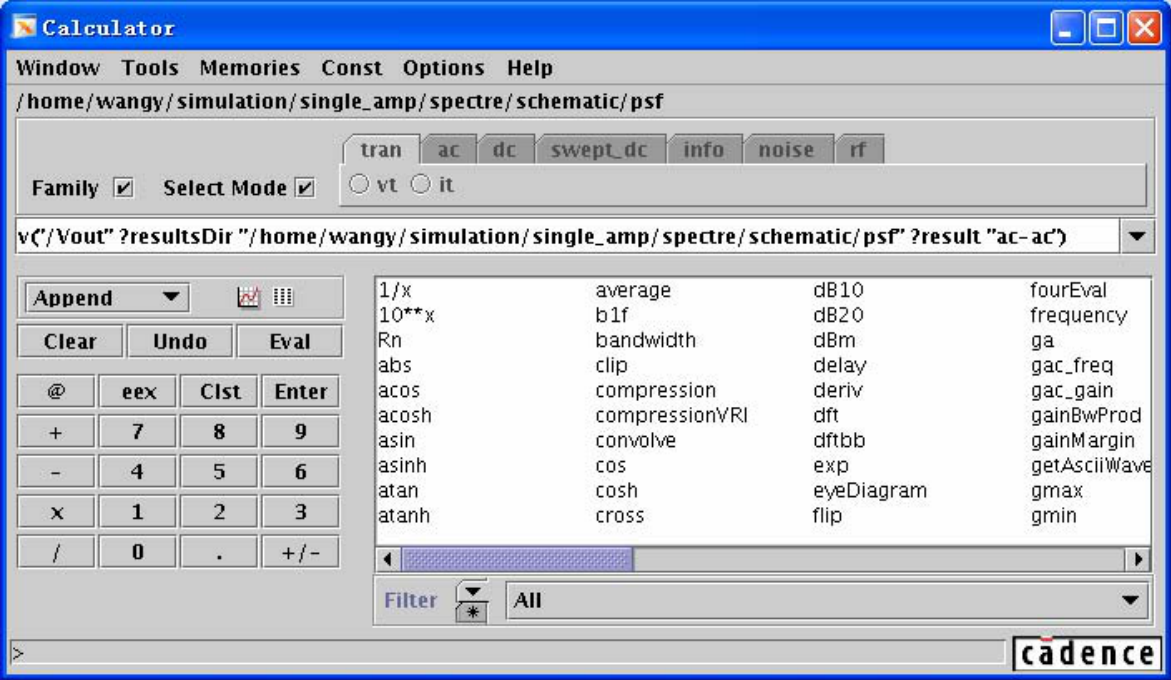 Calculator
Window Tools Memories Const Options Help
/home/wangy/simulation/single_amp/spectre/schematic/psf
tran ac dc swept_dc info noise rf
Family Select Mode vt it
v("/Vout" ?resultsDir "/home/wangy/simulation/single_amp/spectre/schematic/psf" ?result "ac-ac")
Append
Clear Undo Eval
@ eex Clst Enter
+ 7 8 9
- 4 5 6
x 1 2 3
/ 0 . +/-
1/x average dB10 fourEval
10**x b1f dB20 frequency
Rn bandwidth dBm ga
abs clip delay gac_freq
acos compression deriv gac_gain
acosh compressionVRI dft gainBwProd
asin convolve dftbb gainMargin
asinh cos exp getAsciiWave
atan cosh eyeDiagram gmax
atanh cross flip gmin
Filter All
>
cādence